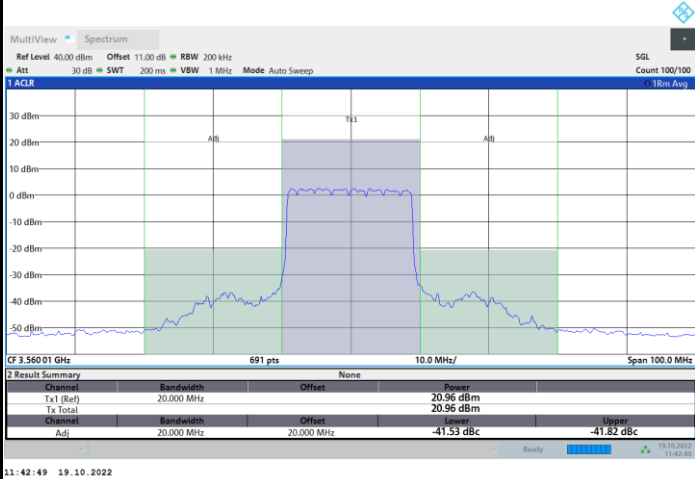 MultiView Spectrum
Ref Level 40.00 dBm Offset 11.00 dB RBW 200 kHz SGL
Att 30 dB SWT 200 ms VBW 1 MHz Mode Auto Sweep Count 100/100
1 ACLR 1Rm Avg
30 dBm
Tx1
20 dBm
Adj Adj
10 dBm
0 dBm
-10 dBm
-20 dBm
-30 dBm
-40 dBm
-50 dBm
CF 3.56001 GHz 691 pts 10.0 MHz/ Span 100.0 MHz
2 Result Summary None
Channel Bandwidth Offset Power
Tx1 (Ref) 20.000 MHz 20.96 dBm
Tx Total 20.96 dBm
Channel Bandwidth Offset Lower Upper
Adj 20.000 MHz 20.000 MHz -41.53 dBc -41.82 dBc
Ready 19.10.2022
11:42:49
11:42:49 19.10.2022